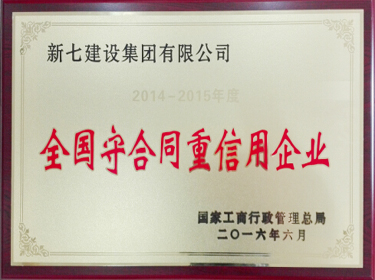 新七建设集团有限公司
2014-2015年度
全国守合同重信用企业
国家工商行政管理总局
二〇一六年六月